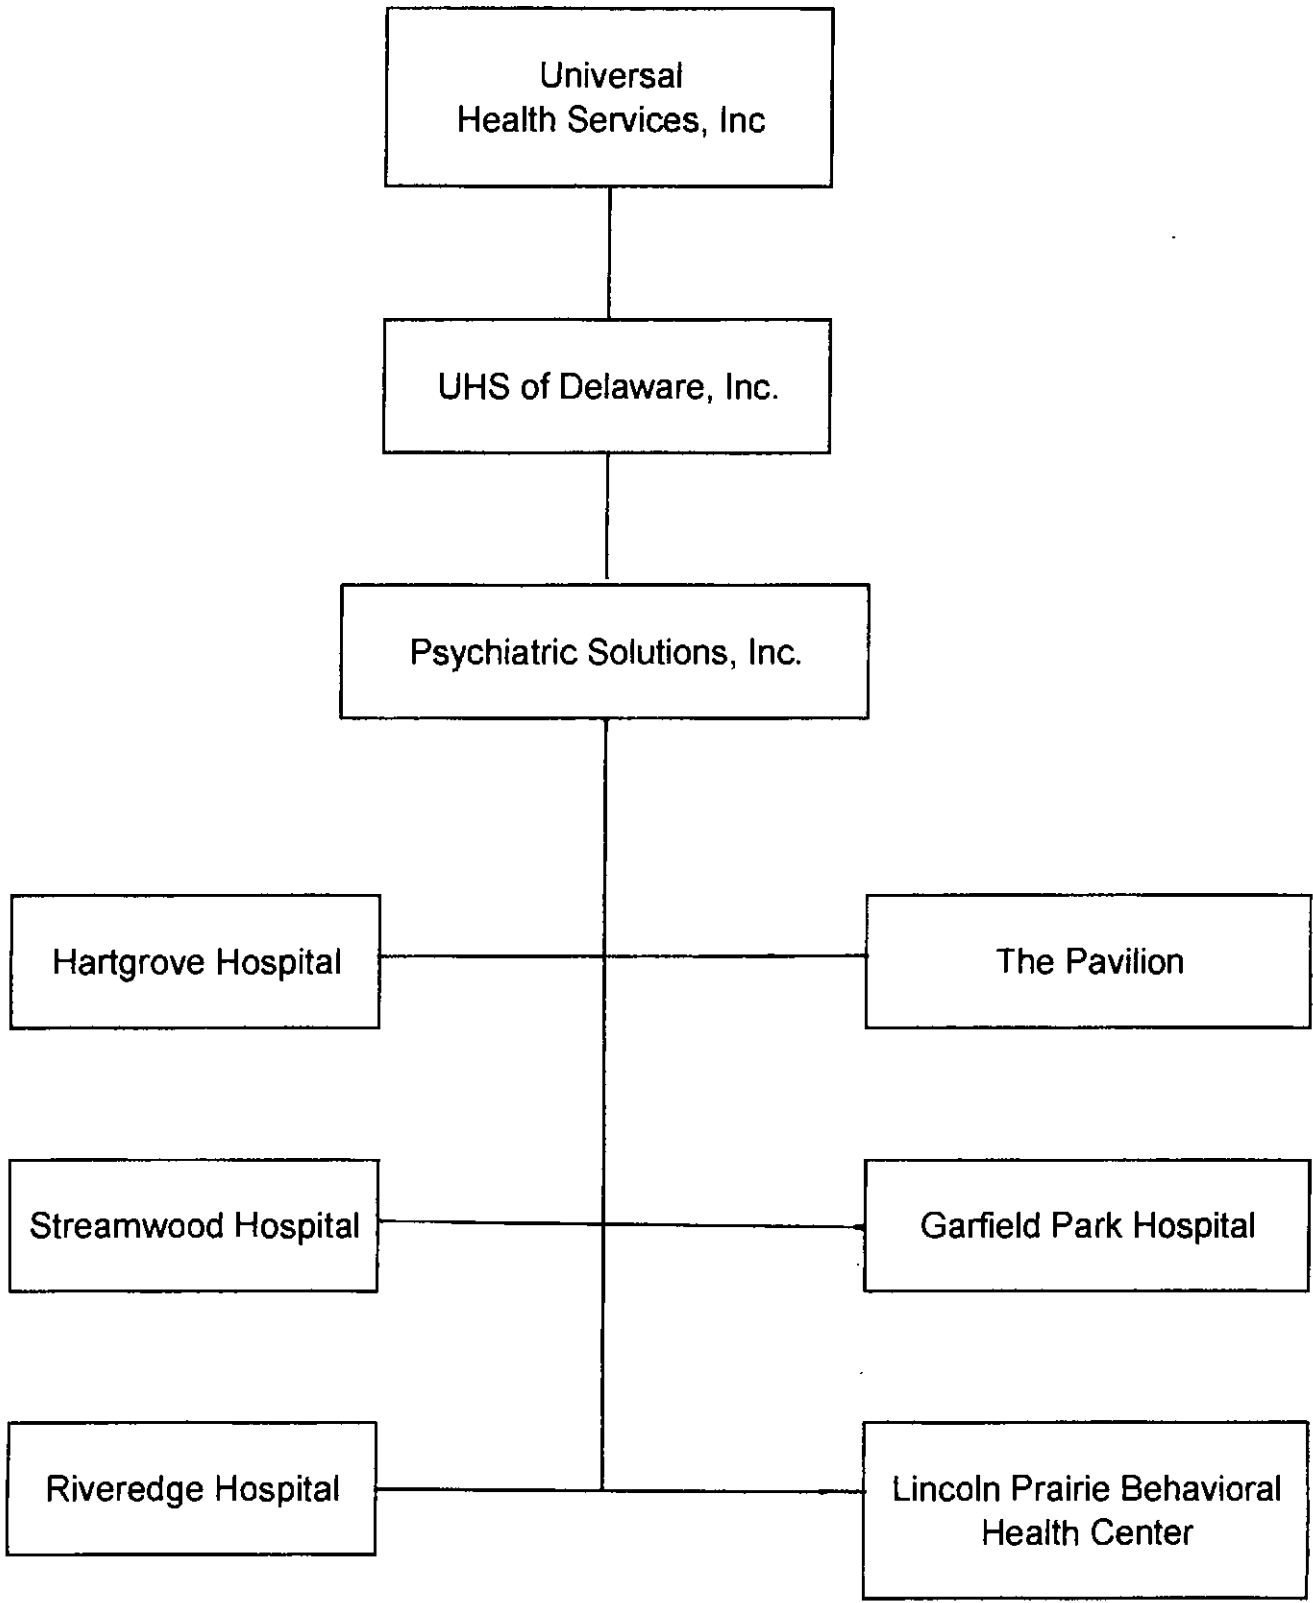 Universal
Health Services, Inc
UHS of Delaware, Inc.
Psychiatric Solutions, Inc.
Hartgrove Hospital
The Pavilion
Streamwood Hospital
Garfield Park Hospital
Riveredge Hospital
Lincoln Prairie Behavioral
Health Center